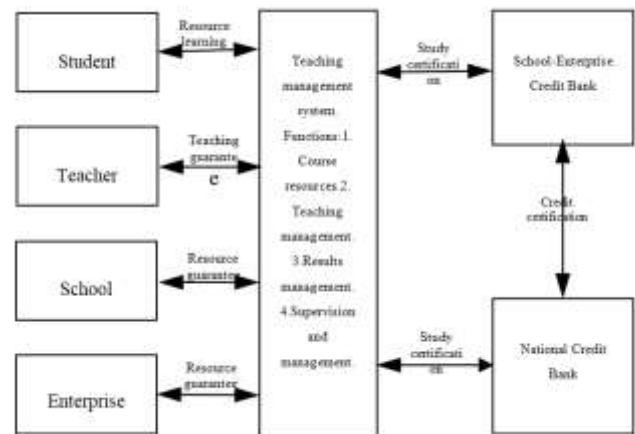 Student
Teacher
School
Enterprise
Resource
learning
Teaching
guarante
e
Resource
guarantee
Resource
guarantee
Teaching
management
system.
Functions:1.
Course
resources.2.
Teaching
management.
3.Results
management.
4.Supervision
and
management.
Study
certificati
on
Study
certificati
on
School-Enterprise
Credit Bank
Credit
certification
National Credit
Bank